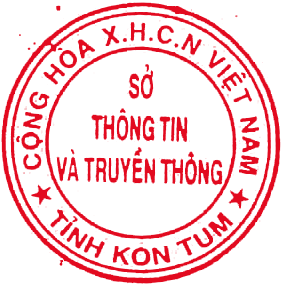 CỘNG HÒA X.H.C.N VIỆT NAM
SỞ
THÔNG TIN
VÀ TRUYỀN THÔNG
★ TỈNH KON TUM ★